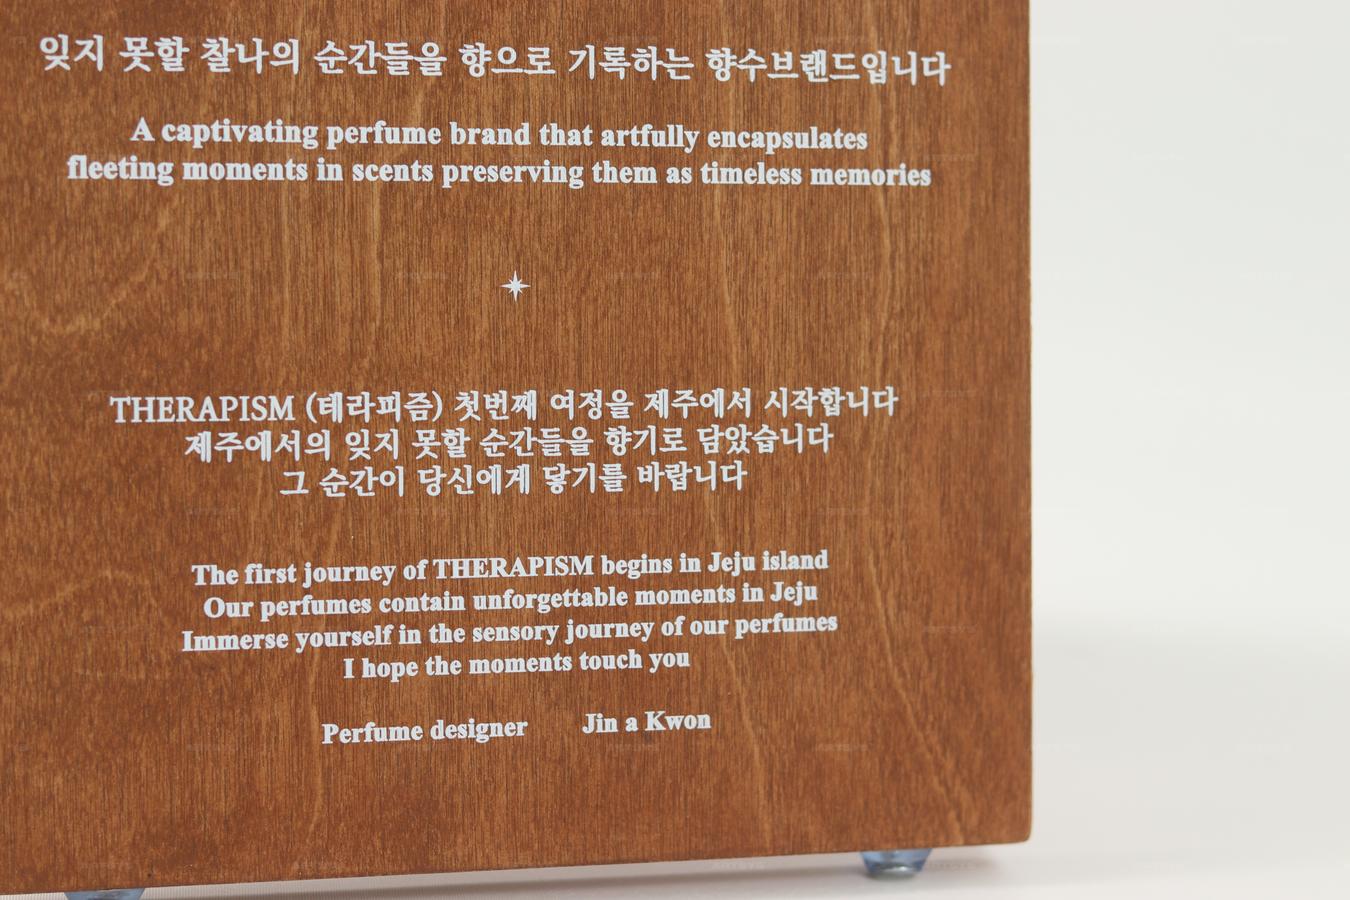 잊지 못할 찰나의 순간들을 향으로 기록하는 향수브랜드입니다
A captivating perfume brand that artfully encapsulates
fleeting moments in scents preserving them as timeless memories
THERAPISM (테라피즘) 첫번째 여정을 제주에서 시작합니다
제주에서의 잊지 못할 순간들을 향기로 담았습니다
그 순간이 당신에게 닿기를 바랍니다
The first journey of THERAPISM begins in Jeju island
Our perfumes contain unforgettable moments in Jeju
Immerse yourself in the sensory journey of our perfumes
I hope the moments touch you
Perfume designer Jin a Kwon